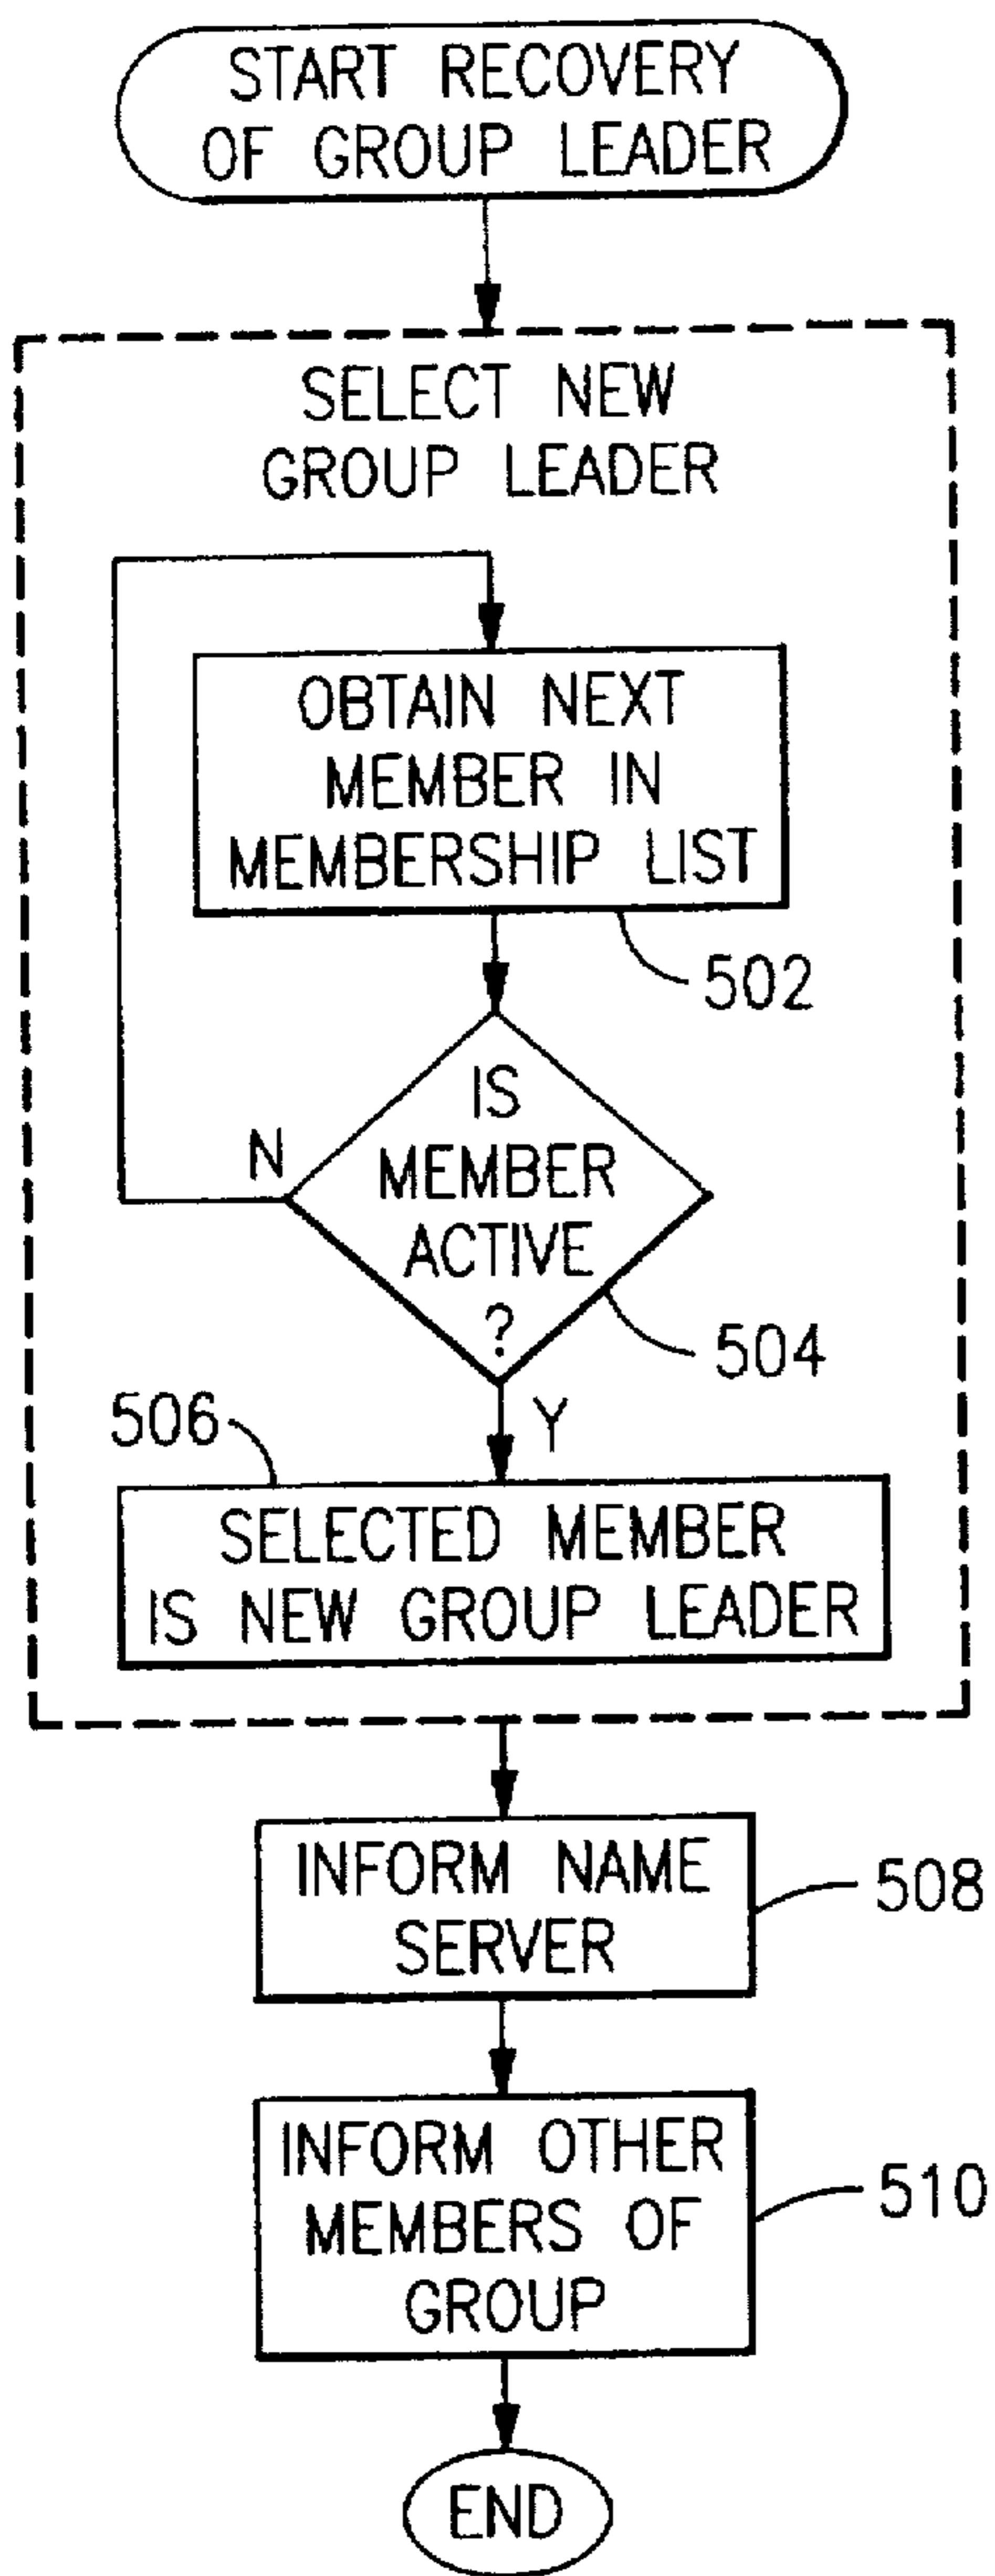 START RECOVERY
OF GROUP LEADER
SELECT NEW
GROUP LEADER
OBTAIN NEXT
MEMBER IN
MEMBERSHIP LIST
502
IS
MEMBER
ACTIVE
?
N
504
Y
506
SELECTED MEMBER
IS NEW GROUP LEADER
INFORM NAME
SERVER
508
INFORM OTHER
MEMBERS OF
GROUP
510
END